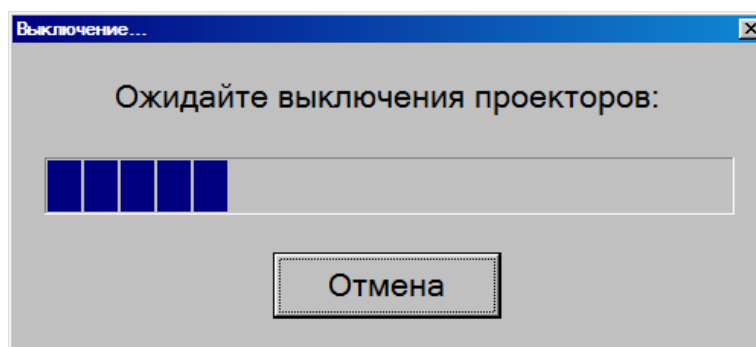 Выключение...
Ожидайте выключения проекторов:
Отмена